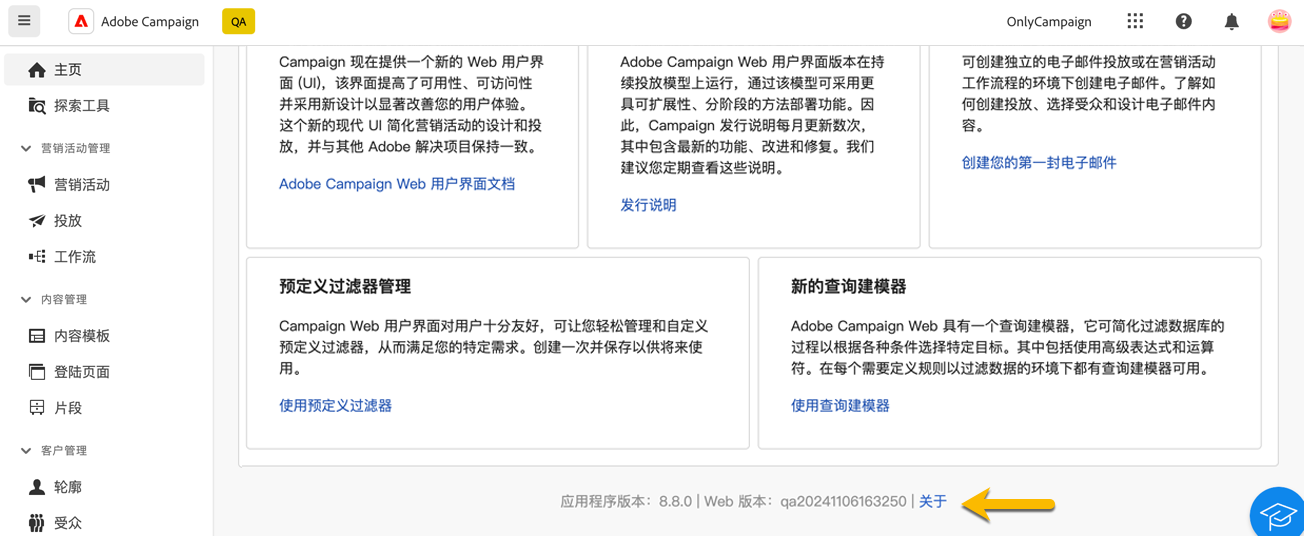 Adobe Campaign
QA
OnlyCampaign
主页
探索工具
营销活动管理
营销活动
投放
工作流
内容管理
内容模板
登陆页面
片段
客户管理
轮廓
受众
Campaign 现在提供一个新的 Web 用户界
面 (UI)，该界面提高了可用性、可访问性
并采用新设计以显著改善您的用户体验。
这个新的现代 UI 简化营销活动的设计和投
放，并与其他 Adobe 解决项目保持一致。
Adobe Campaign Web 用户界面文档
Adobe Campaign Web 用户界面版本在持
续投放模型上运行，通过该模型可采用更
具可扩展性、分阶段的方法部署功能。因
此，Campaign 发行说明每月更新数次，
其中包含最新的功能、改进和修复。我们
建议您定期查看这些说明。
发行说明
可创建独立的电子邮件投放或在营销活动
工作流程的环境下创建电子邮件。了解如
何创建投放、选择受众和设计电子邮件内
容。
创建您的第一封电子邮件
预定义过滤器管理
Campaign Web 用户界面对用户十分友好，可让您轻松管理和自定义
预定义过滤器，从而满足您的特定需求。创建一次并保存以供将来使
用。
使用预定义过滤器
新的查询建模器
Adobe Campaign Web 具有一个查询建模器，它可简化过滤数据库的
过程以根据各种条件选择特定目标。其中包括使用高级表达式和运算
符。在每个需要定义规则以过滤数据的环境下都有查询建模器可用。
使用查询建模器
应用程序版本：8.8.0 | Web 版本：qa20241106163250 | 关于